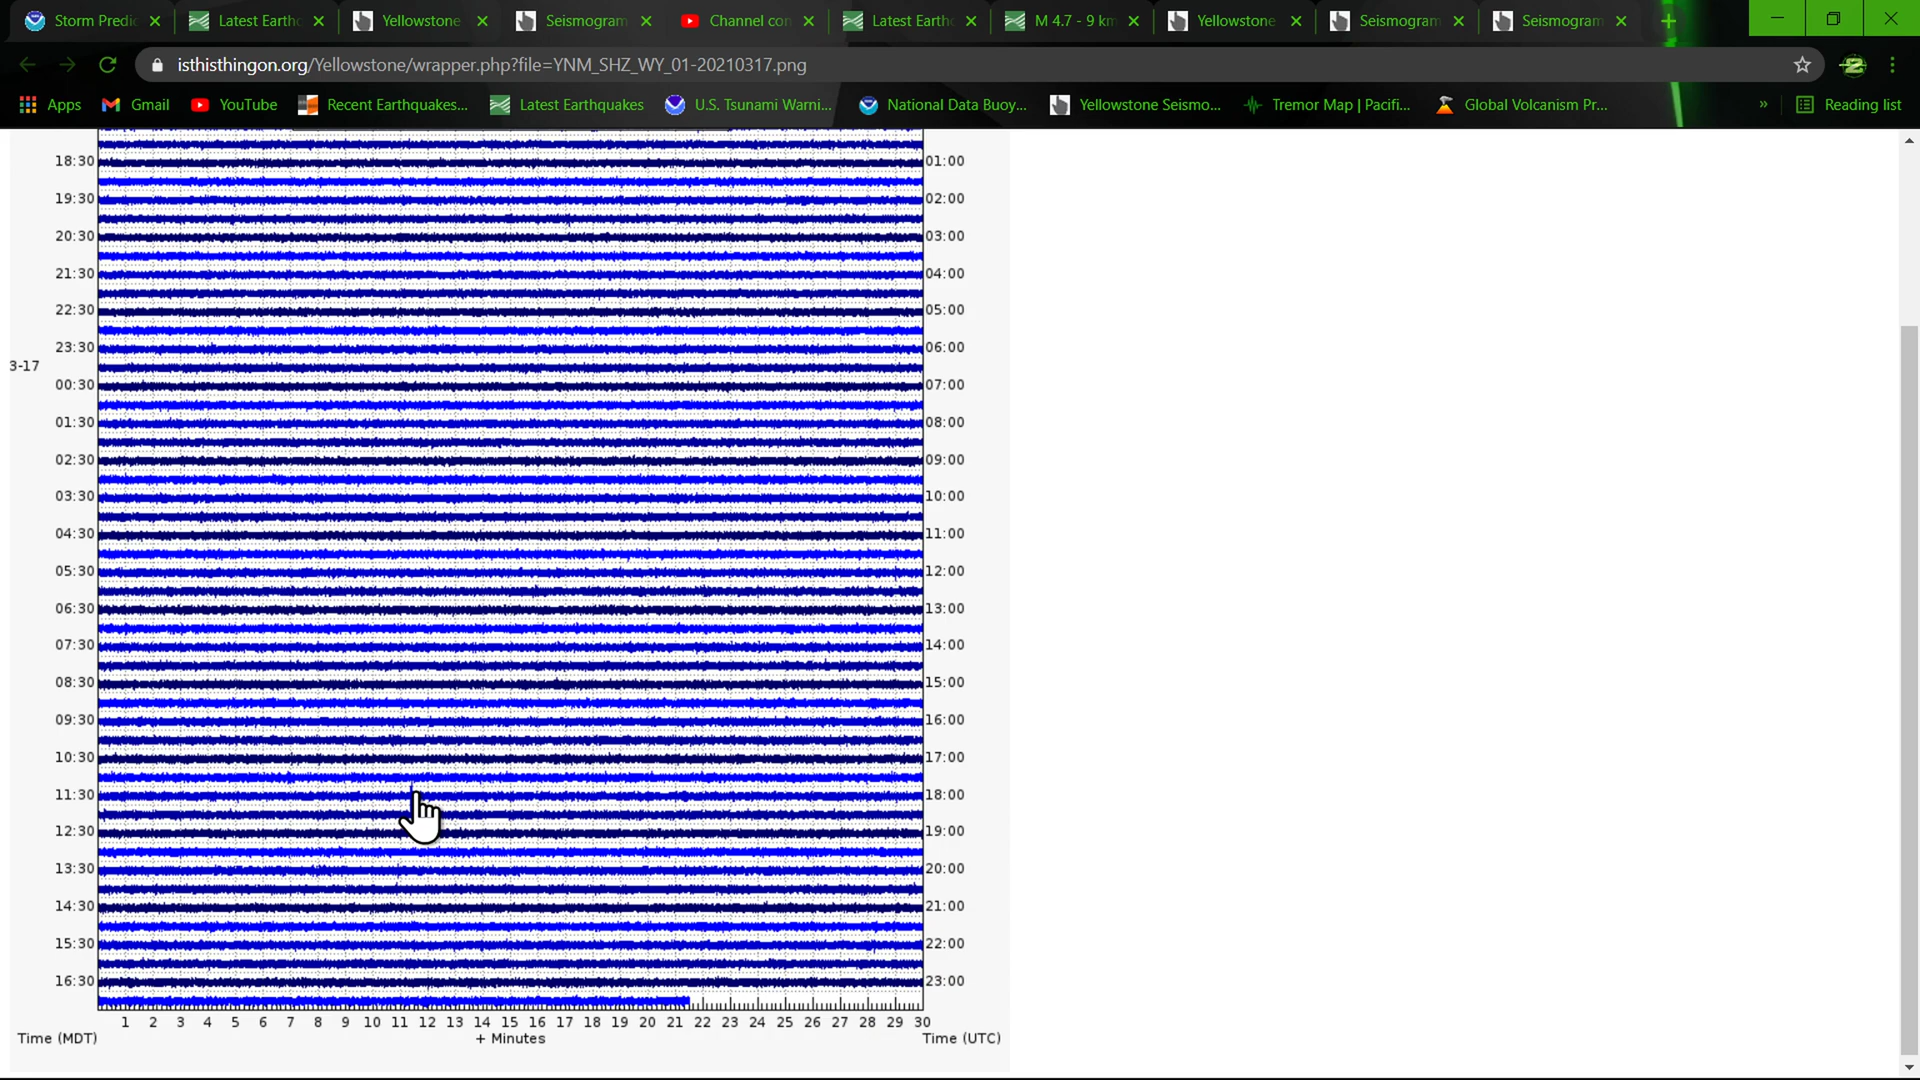 Storm Predic
Latest Earth
Yellowstone
Seismogram
Channel con
Latest Earth
M 4.7 - 9 km
Yellowstone
Seismogram
Seismogram
isthisthingon.org/Yellowstone/wrapper.php?file=YNM_SHZ_WY_01-20210317.png
Apps
Gmail
YouTube
Recent Earthquakes...
Latest Earthquakes
U.S. Tsunami Warni...
National Data Buoy...
Yellowstone Seismo...
Tremor Map | Pacifi...
Global Volcanism Pr...
»
Reading list
18:30 01:00
19:30 02:00
20:30 03:00
21:30 04:00
22:30 05:00
23:30 06:00
3-17
00:30 07:00
01:30 08:00
02:30 09:00
03:30 10:00
04:30 11:00
05:30 12:00
06:30 13:00
07:30 14:00
08:30 15:00
09:30 16:00
10:30 17:00
11:30 18:00
12:30 19:00
13:30 20:00
14:30 21:00
15:30 22:00
16:30 23:00
1 2 3 4 5 6 7 8 9 10 11 12 13 14 15 16 17 18 19 20 21 22 23 24 25 26 27 28 29 30
Time (MDT) + Minutes Time (UTC)